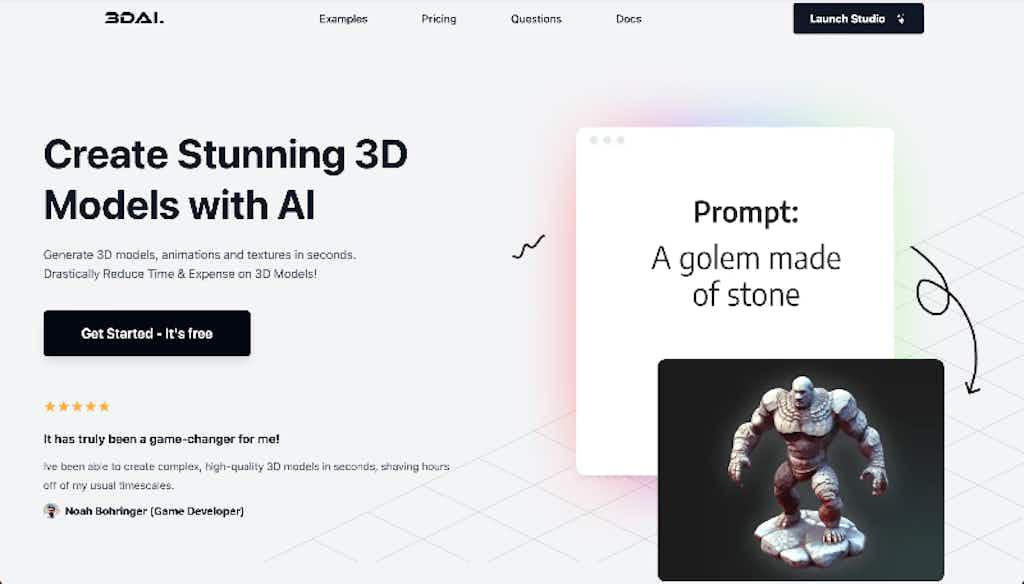 3DAI.
Examples
Pricing
Questions
Docs
Launch Studio
Create Stunning 3D
Models with AI
Generate 3D models, animations and textures in seconds.
Drastically Reduce Time & Expense on 3D Models!
Get Started - It's free
It has truly been a game-changer for me!
Ive been able to create complex, high-quality 3D models in seconds, shaving hours
off of my usual timescales.
Noah Bohringer (Game Developer)
Prompt:
A golem made
of stone